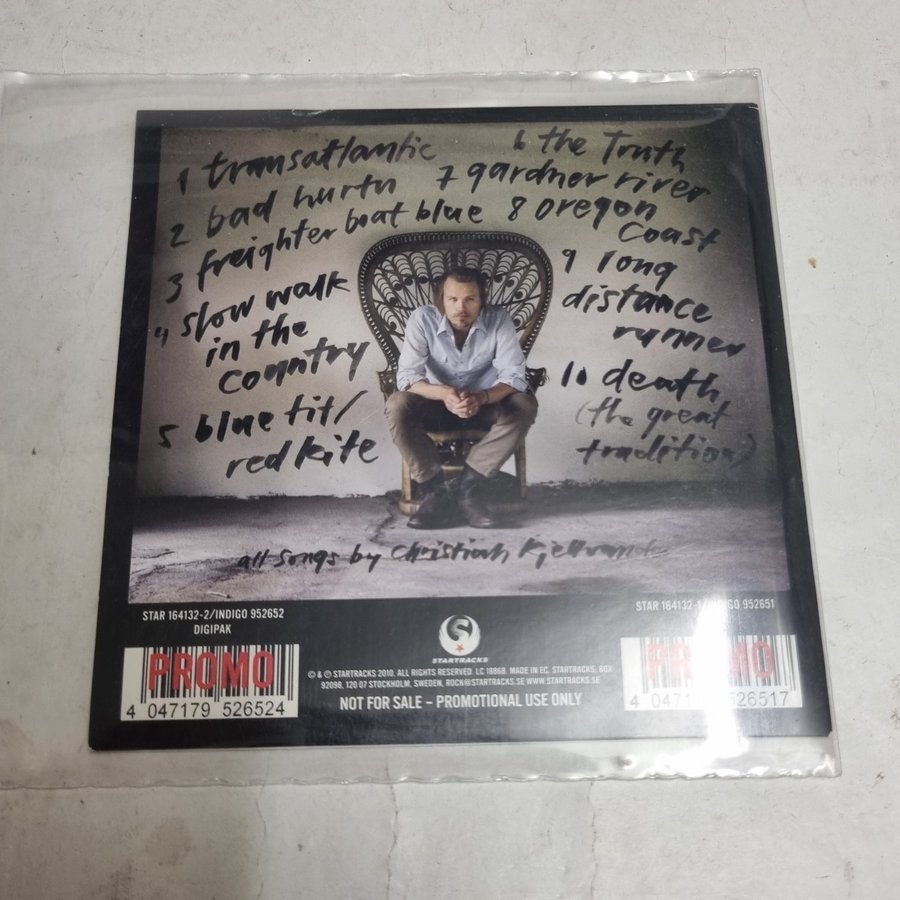 1 transatlantic
2 bad hurtn
3 freighter boat blue
4 slow walk
in the
country
5 blue tit/
red kite
6 the Truth
7 gardner river
8 oregon
coast
9 long
distance
runner
10 death
(the great
tradition)
all songs by Christian Kjellvander
STAR 164132-2/INDIGO 952652
DIGIPAK
PROMO
4 047179 526524
STARTRACKS
© & ℗ STARTRACKS 2010. ALL RIGHTS RESERVED. LC 18868. MADE IN EC. STARTRACKS, BOX
92098, 120 07 STOCKHOLM, SWEDEN, ROCK@STARTRACKS.SE WWW.STARTRACKS.SE
NOT FOR SALE – PROMOTIONAL USE ONLY
STAR 164132-1/INDIGO 952651
PROMO
4 0471 526517